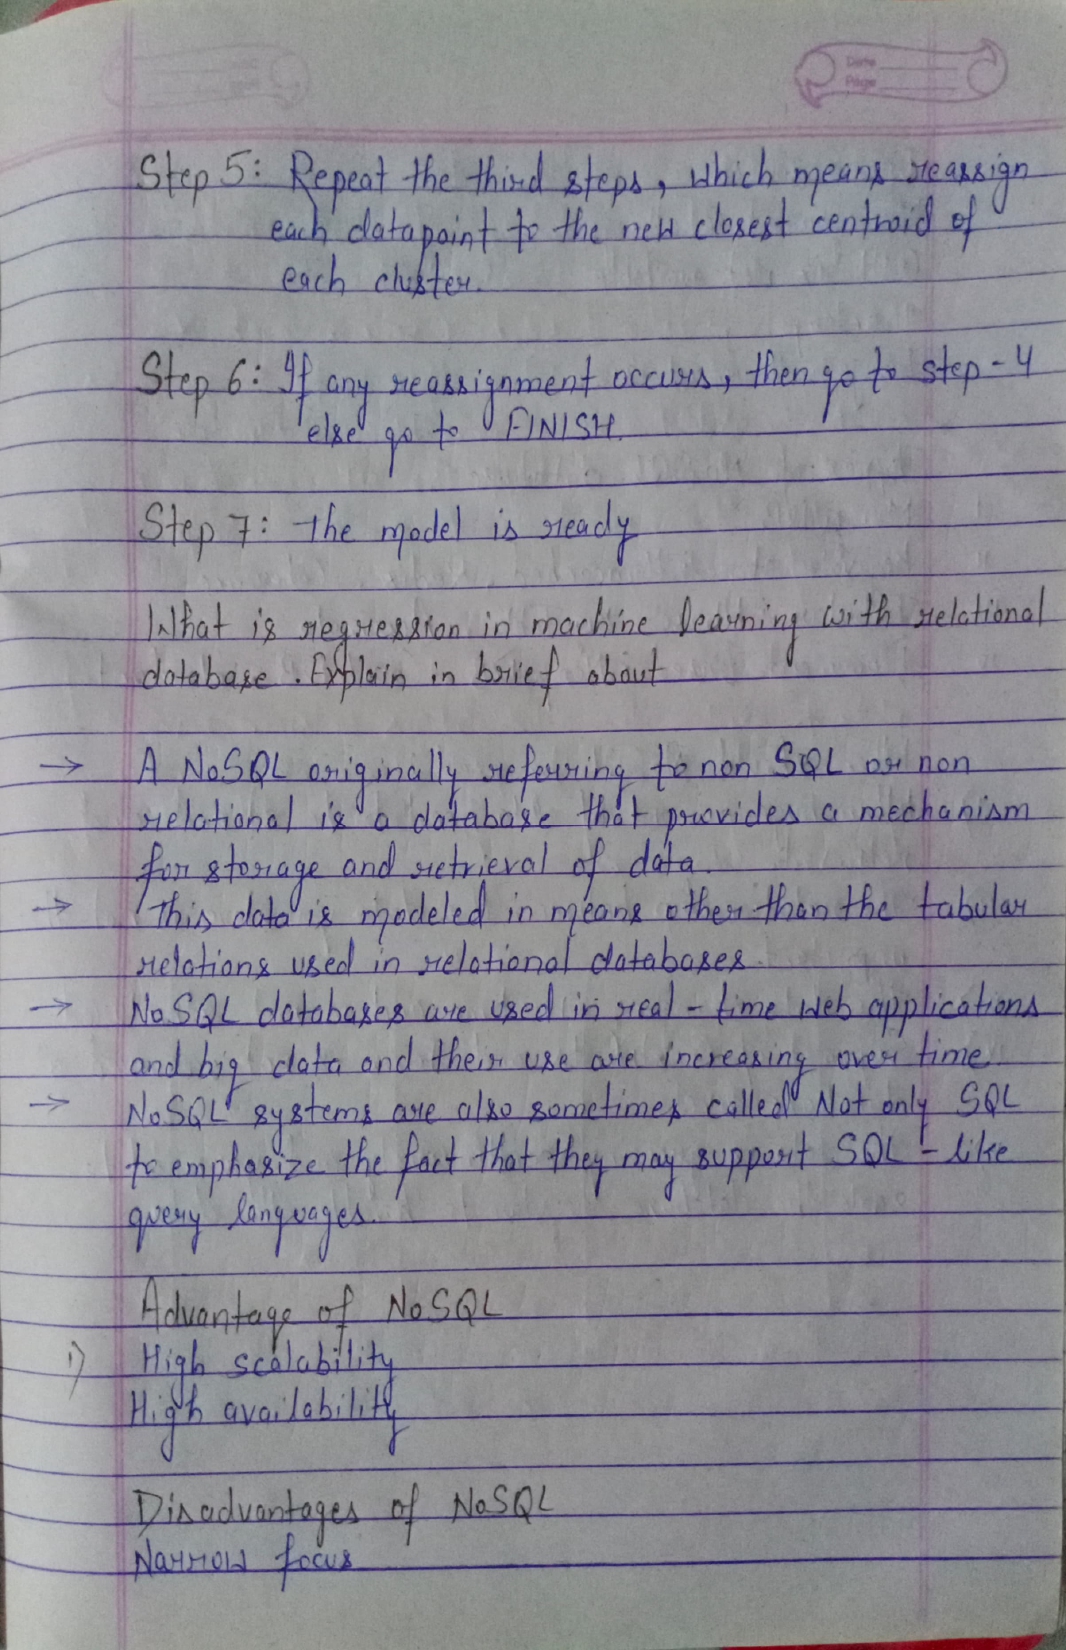 Date
Page
Step 5: Repeat the third steps, which means reassign
each datapoint to the new closest centroid of
each cluster.
Step 6: If any reassignment occurs, then go to step - 4
else go to FINISH.
Step 7: The model is ready
What is regression in machine learning with relational
database. Explain in brief about
→ A NoSQL originally referring to non SQL or non
relational is a database that provides a mechanism
for storage and retrieval of data.
→ This data is modeled in means other than the tabular
relations used in relational databases.
→ NoSQL databases are used in real - time web applications
and big data and their use are increasing over time.
→ NoSQL systems are also sometimes called Not only SQL
to emphasize the fact that they may support SQL - like
query languages.
Advantage of NoSQL
1) High scalability
High availability
Disadvantages of NoSQL
Narrow focus